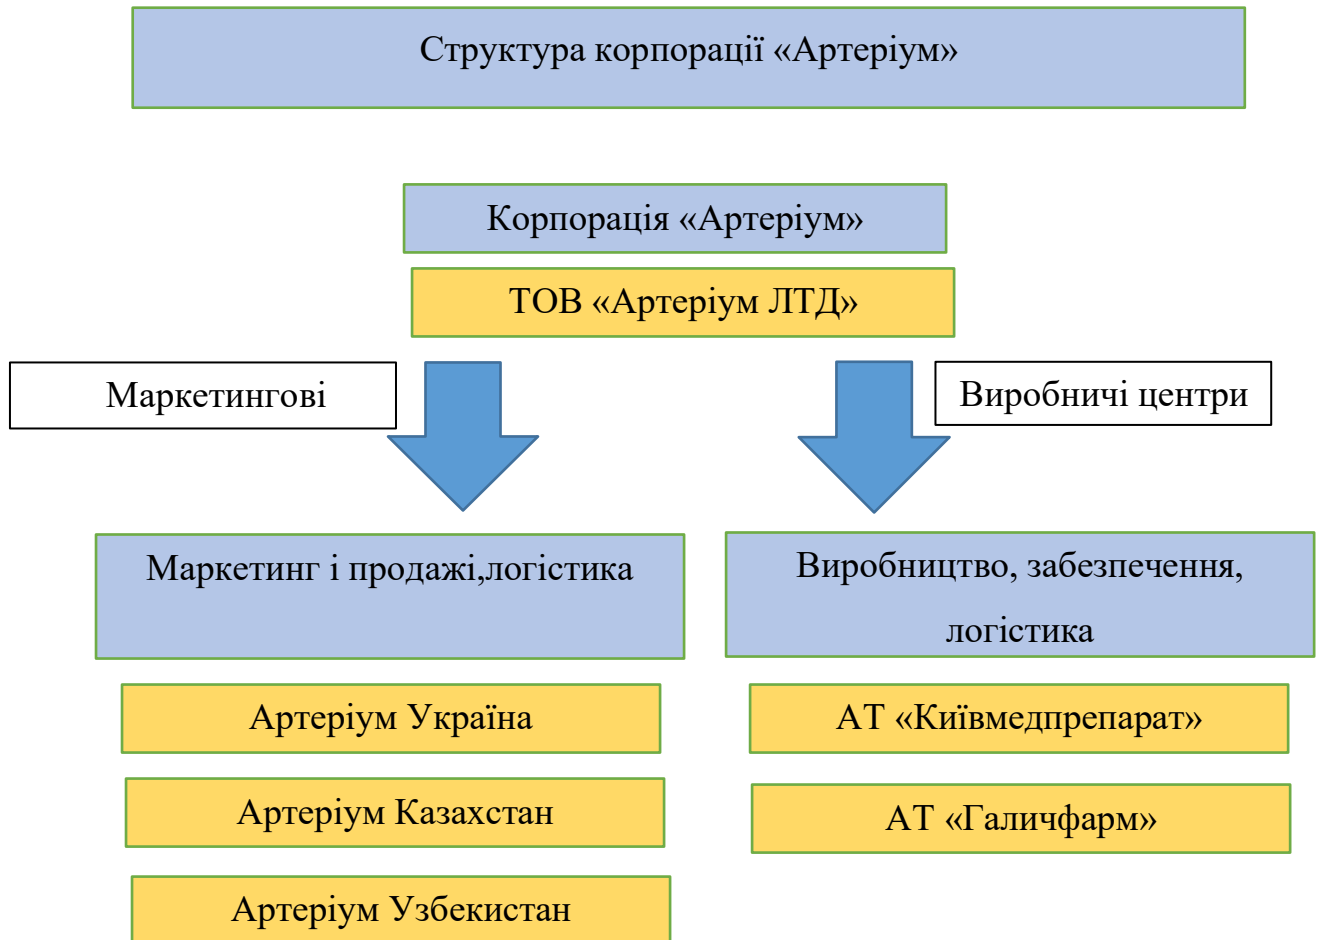 Структура корпорації «Артеріум»
Корпорація «Артеріум»
ТОВ «Артеріум ЛТД»
Маркетингові
Виробничі центри
Маркетинг і продажі,логістика
Виробництво, забезпечення,
логістика
Артеріум Україна
АТ «Київмедпрепарат»
Артеріум Казахстан
АТ «Галичфарм»
Артеріум Узбекистан